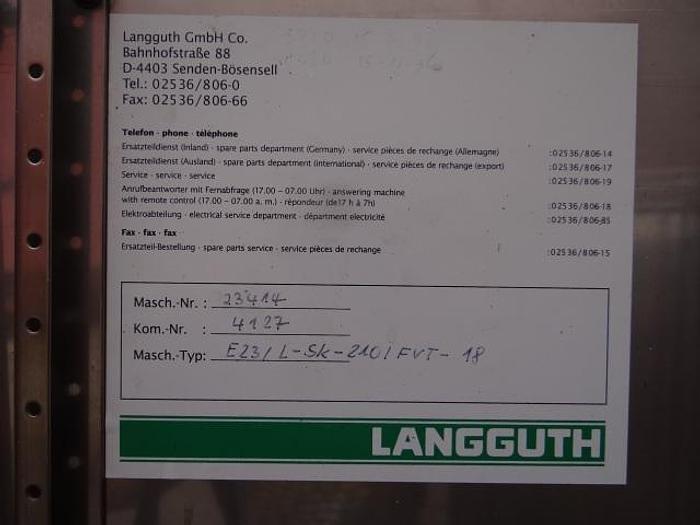 Langguth GmbH Co.
Bahnhofstraße 88
D-4403 Senden-Bösensell
Tel.: 02536/806-0
Fax: 02536/806-66
Telefon · phone · téléphone
Ersatzteildienst (Inland) · spare parts department (Germany) · service pièces de rechange (Allemagne) :02536/806-14
Ersatzteildienst (Ausland) · spare parts department (international) · service pièces de rechange (export) :02536/806-17
Service · service · service :02536/806-19
Anrufbeantworter mit Fernabfrage (17.00 – 07.00 Uhr) · answering machine
with remote control (17.00 – 07.00 a. m.) · répondeur (de17 h à 7h) :02536/806-18
Elektroabteilung · electrical service department · départment electricité :02536/806-85
Fax · fax · fax
Ersatzteil-Bestellung · spare parts service · service pièces de rechange :02536/806-15
Masch.-Nr. : 23414
Kom.-Nr. : 4127
Masch.-Typ: E23/L-Sk-210/FVT-18
LANGGUTH